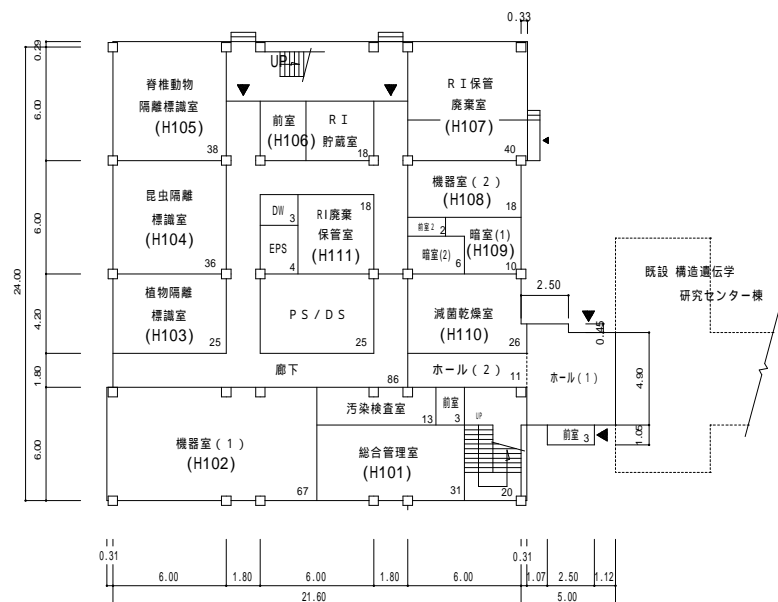 0.33
0.29
6.00
6.00
4.20
1.80
6.00
24.00
UP
脊椎動物
隔離標識室
(H105)
38
前室
(H106)
ＲＩ
貯蔵室
18
ＲＩ保管
廃棄室
(H107)
40
昆虫隔離
標識室
(H104)
36
DW
3
EPS
4
RI廃棄
保管室
(H111)
18
機器室(2)
(H108)
18
前室2
2
暗室(2)
6
暗室(1)
(H109)
10
植物隔離
標識室
(H103)
25
PS/DS
25
滅菌乾燥室
(H110)
26
2.50
0.45
既設 構造遺伝学
研究センター棟
廊下
86
ホール(2)
11
ホール(1)
4.90
1.05
前室
3
機器室(1)
(H102)
67
汚染検査室
13
前室
3
総合管理室
(H101)
31
UP
20
0.31
0.31
6.00
1.80
6.00
1.80
6.00
1.07
2.50
1.12
21.60
5.00